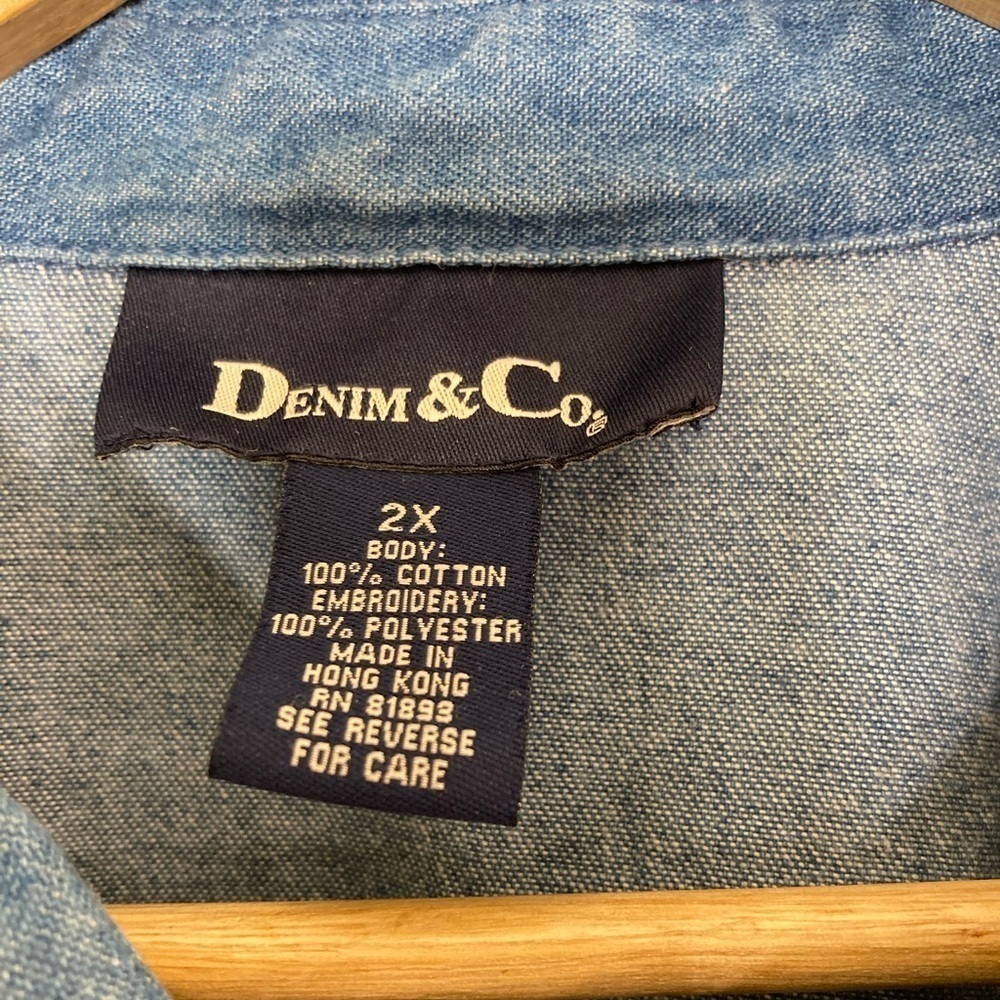 DENIM & CO.®
2X
BODY:
100% COTTON
EMBROIDERY:
100% POLYESTER
MADE IN
HONG KONG
RN 81893
SEE REVERSE
FOR CARE